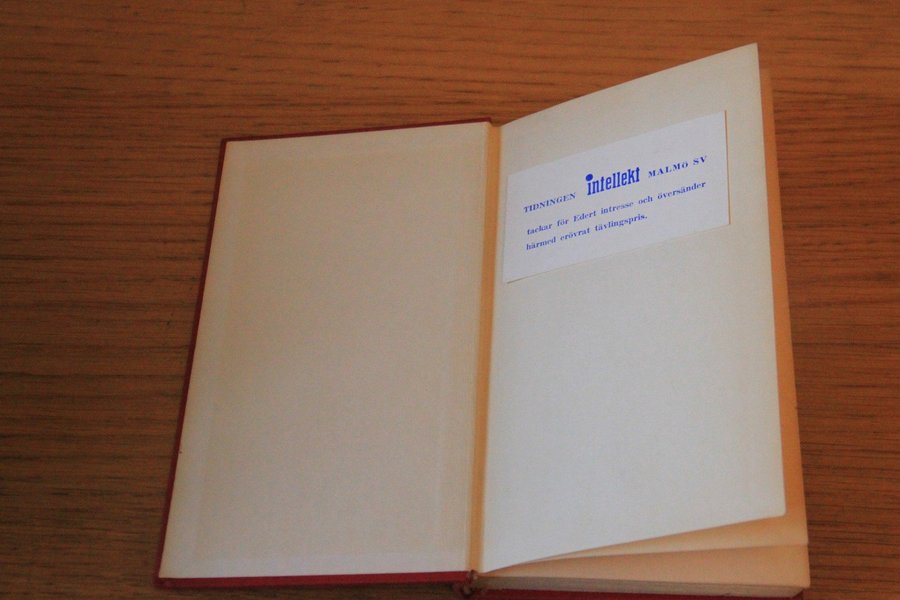 TIDNINGEN intellekt MALMÖ SV
tackar för Edert intresse och översänder
härmed erövrat tävlingspris.